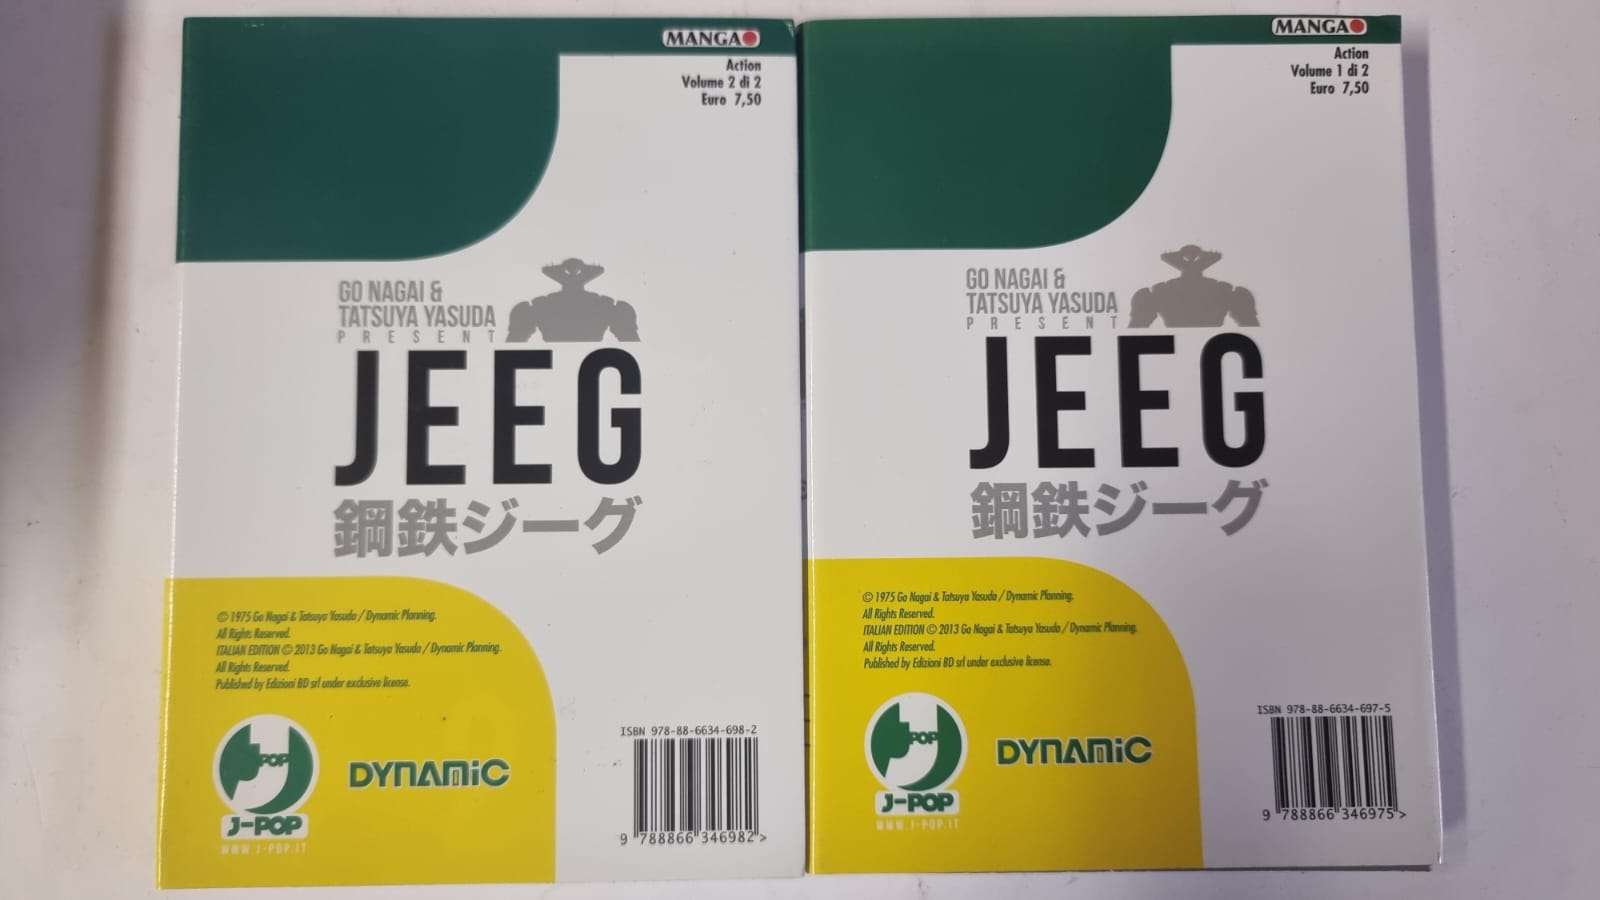 MANGA
Action
Volume 2 di 2
Euro 7,50
GO NAGAI &
TATSUYA YASUDA
PRESENT
JEEG
鋼鉄ジーグ
© 1975 Go Nagai & Tatsuya Yasuda / Dynamic Planning.
All Rights Reserved.
ITALIAN EDITION © 2013 Go Nagai & Tatsuya Yasuda / Dynamic Planning.
All Rights Reserved.
Published by Edizioni BD srl under exclusive license.
POP
J-POP
WWW.J-POP.IT
DYNAMIC
ISBN 978-88-6634-698-2
9 788866 346982 >
MANGA
Action
Volume 1 di 2
Euro 7,50
GO NAGAI &
TATSUYA YASUDA
PRESENT
JEEG
鋼鉄ジーグ
© 1975 Go Nagai & Tatsuya Yasuda / Dynamic Planning.
All Rights Reserved.
ITALIAN EDITION © 2013 Go Nagai & Tatsuya Yasuda / Dynamic Planning.
All Rights Reserved.
Published by Edizioni BD srl under exclusive license.
POP
J-POP
WWW.J-POP.IT
DYNAMIC
ISBN 978-88-6634-697-5
9 788866 346975 >